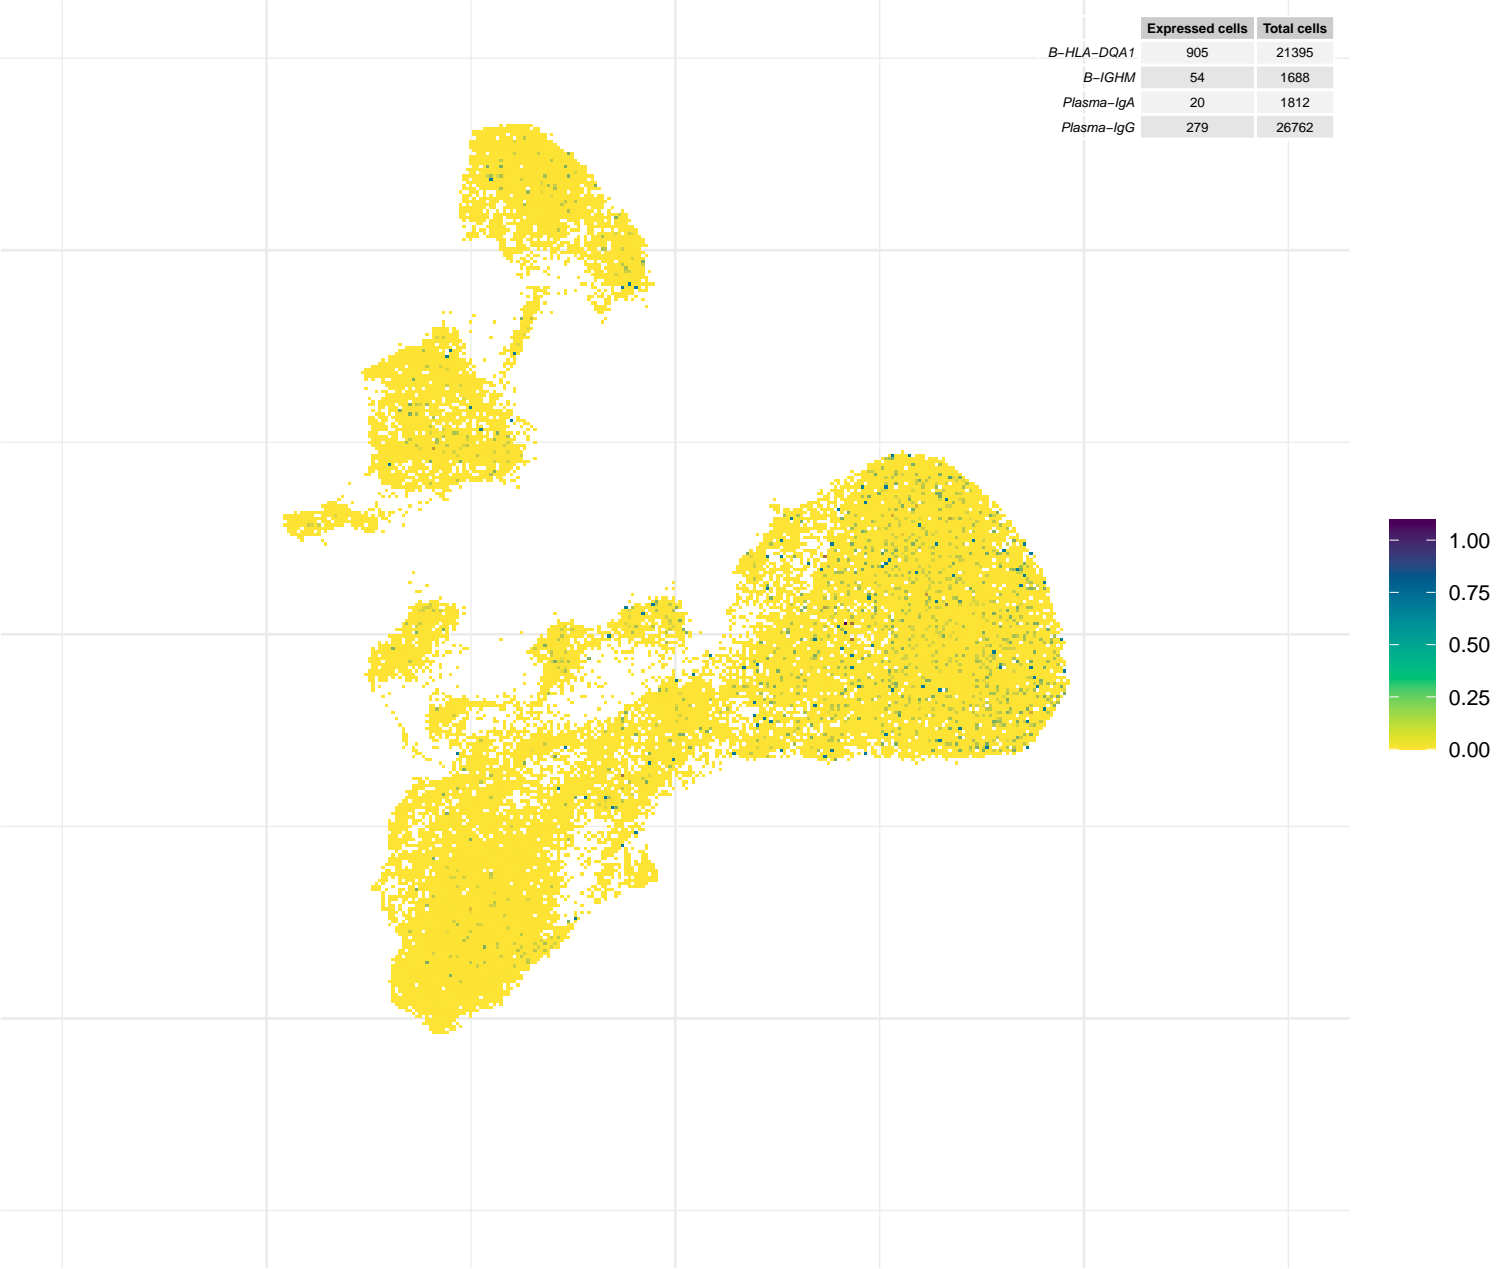 Expressed cells Total cells
B−HLA−DQA1 905 21395
B−IGHM 54 1688
Plasma−IgA 20 1812
Plasma−IgG 279 26762
1.00
0.75
0.50
0.25
0.00